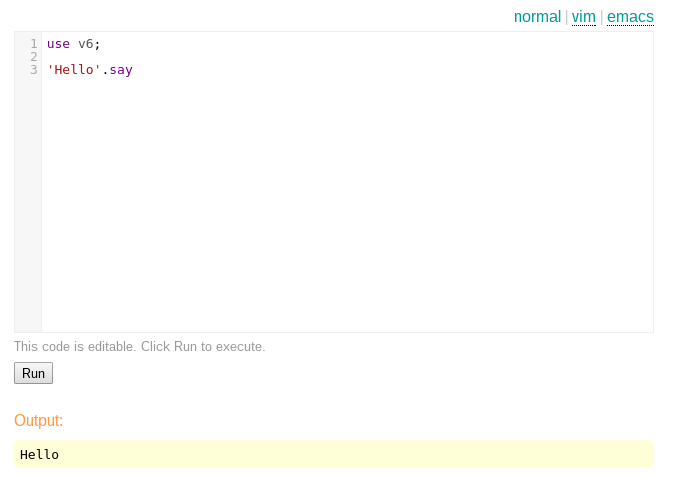 normal | vim | emacs
1 use v6;
2
3 'Hello'.say
This code is editable. Click Run to execute.
Run
Output:
Hello